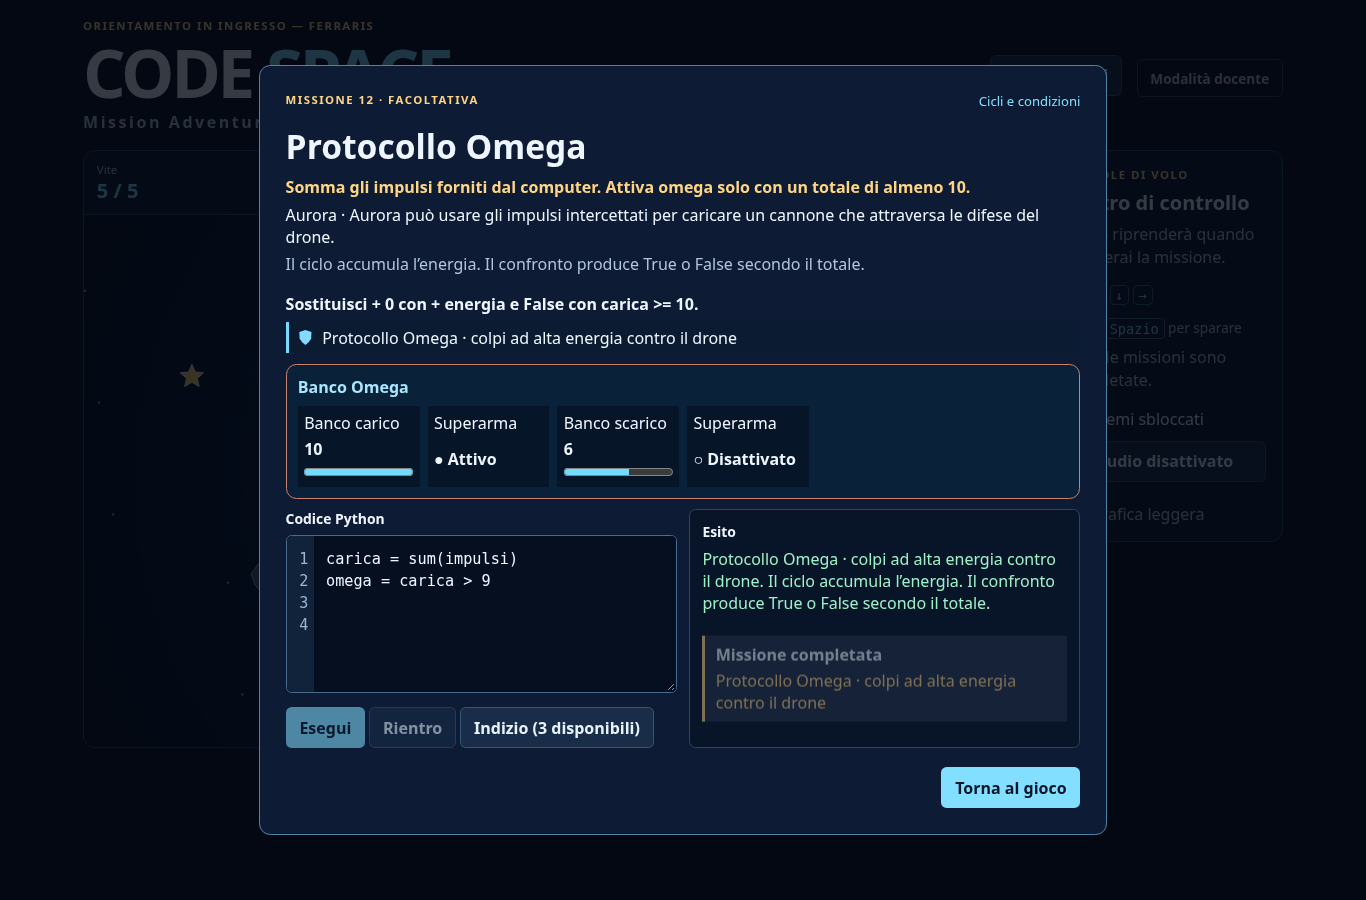 ORIENTAMENTO IN INGRESSO — FERRARIS
CODE SPACE
Mission Adventur
Modalità docente
Vite
5 / 5
MISSIONE 12 · FACOLTATIVA
Cicli e condizioni
Protocollo Omega
Somma gli impulsi forniti dal computer. Attiva omega solo con un totale di almeno 10.
Aurora · Aurora può usare gli impulsi intercettati per caricare un cannone che attraversa le difese del
drone.
Il ciclo accumula l’energia. Il confronto produce True o False secondo il totale.
Sostituisci + 0 con + energia e False con carica >= 10.
Protocollo Omega · colpi ad alta energia contro il drone
Banco Omega
Banco carico
10
Superarma
● Attivo
Banco scarico
6
Superarma
○ Disattivato
Codice Python
1 carica = sum(impulsi)
2 omega = carica > 9
3
4
Esegui
Rientro
Indizio (3 disponibili)
Esito
Protocollo Omega · colpi ad alta energia contro
il drone. Il ciclo accumula l’energia. Il confronto
produce True o False secondo il totale.
Missione completata
Protocollo Omega · colpi ad alta energia
contro il drone
Torna al gioco
OLE DI VOLO
tro di controllo
riprenderà quando
erai la missione.
↓ →
Spazio per sparare
le missioni sono
letate.
emi sbloccati
udio disattivato
afica leggera